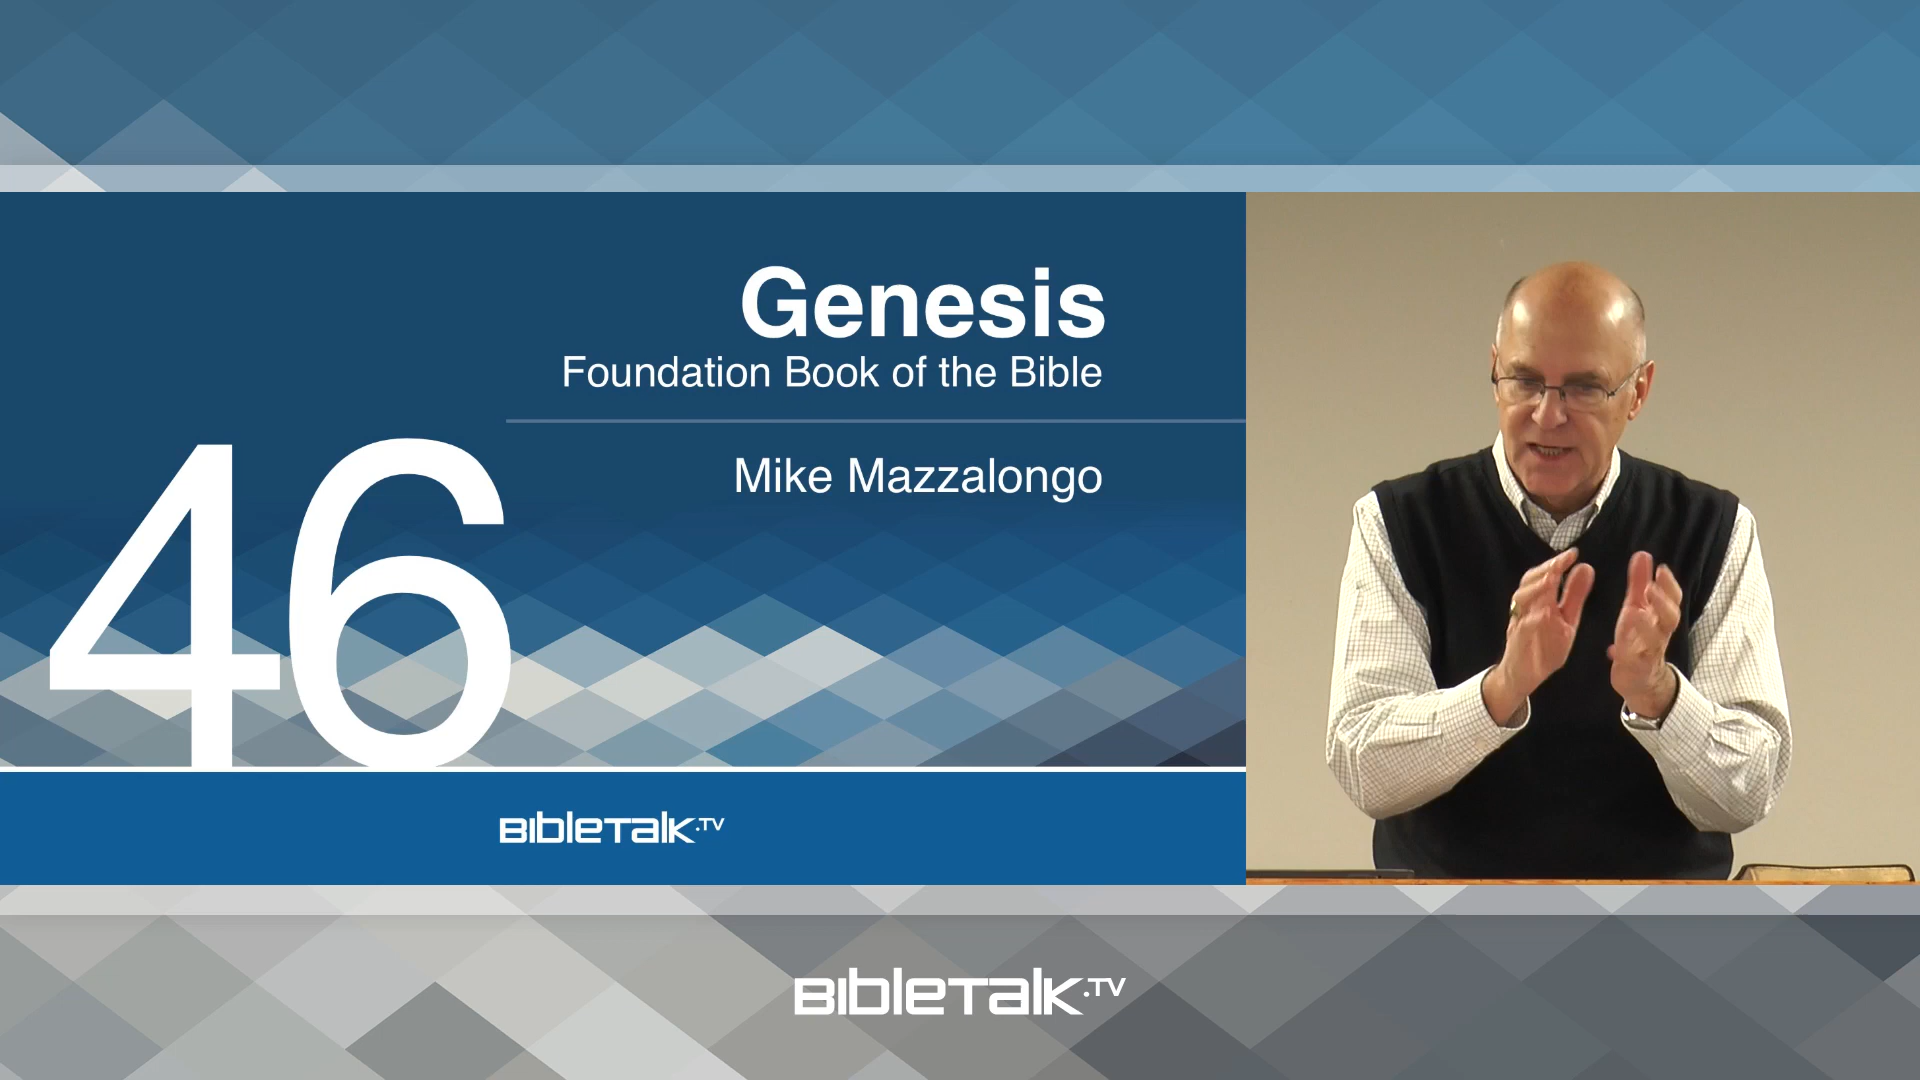 Genesis
Foundation Book of the Bible
46
Mike Mazzalongo
BibleTalk.TV
BibleTalk.TV